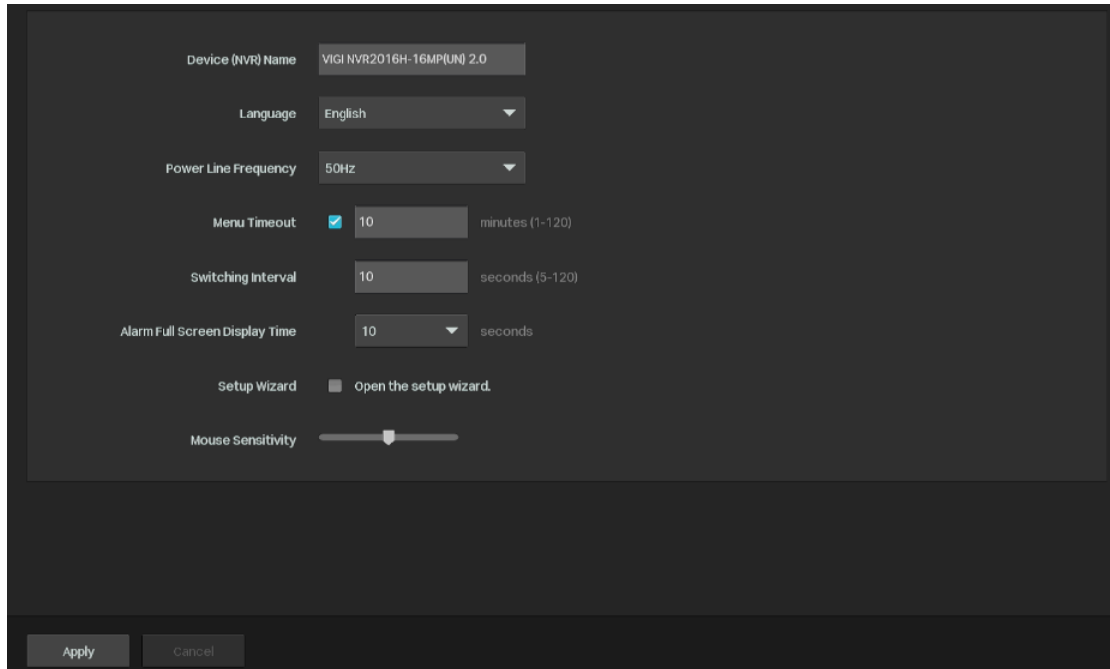 Device (NVR) Name VIGI NVR2016H-16MP(UN) 2.0
Language English
Power Line Frequency 50Hz
Menu Timeout 10 minutes (1-120)
Switching Interval 10 seconds (5-120)
Alarm Full Screen Display Time 10 seconds
Setup Wizard Open the setup wizard.
Mouse Sensitivity
Apply Cancel